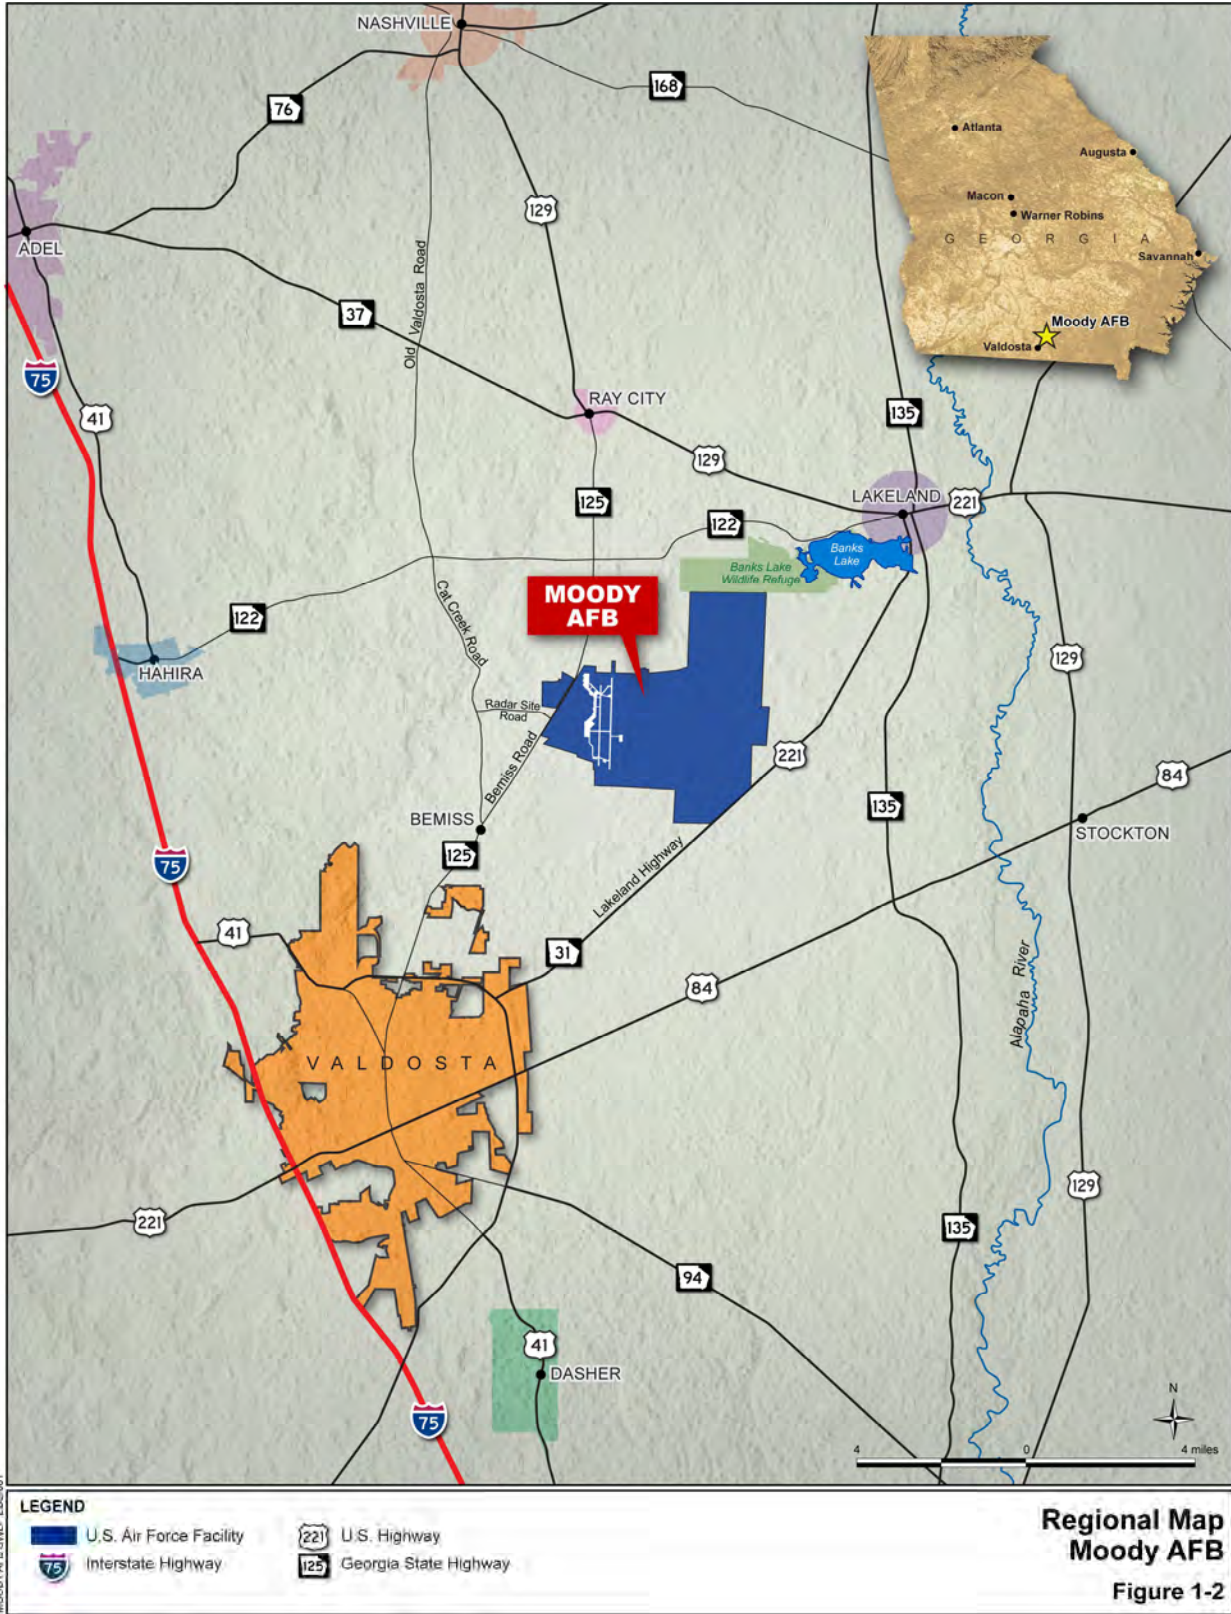 NASHVILLE
168
76
Atlanta
Augusta
Macon
129
Warner Robins
GEORGIA
Savannah
ADEL
Old Valdosta Road
37
Moody AFB
Valdosta
75
41
RAY CITY
135
129
LAKELAND
221
125
122
Banks
Lake
Banks Lake
Wildlife Refuge
MOODY
AFB
Cat Creek Road
122
129
HAHIRA
Radar Site
Road
Bemiss Road
221
84
135
BEMISS
STOCKTON
125
75
Lakeland Highway
41
31
84
Alapaha River
VALDOSTA
129
221
135
94
41
DASHER
N
75
4
0
4 miles
LEGEND
U.S. Air Force Facility
221
U.S. Highway
75
Interstate Highway
125
Georgia State Highway
Regional Map
Moody AFB
Figure 1-2